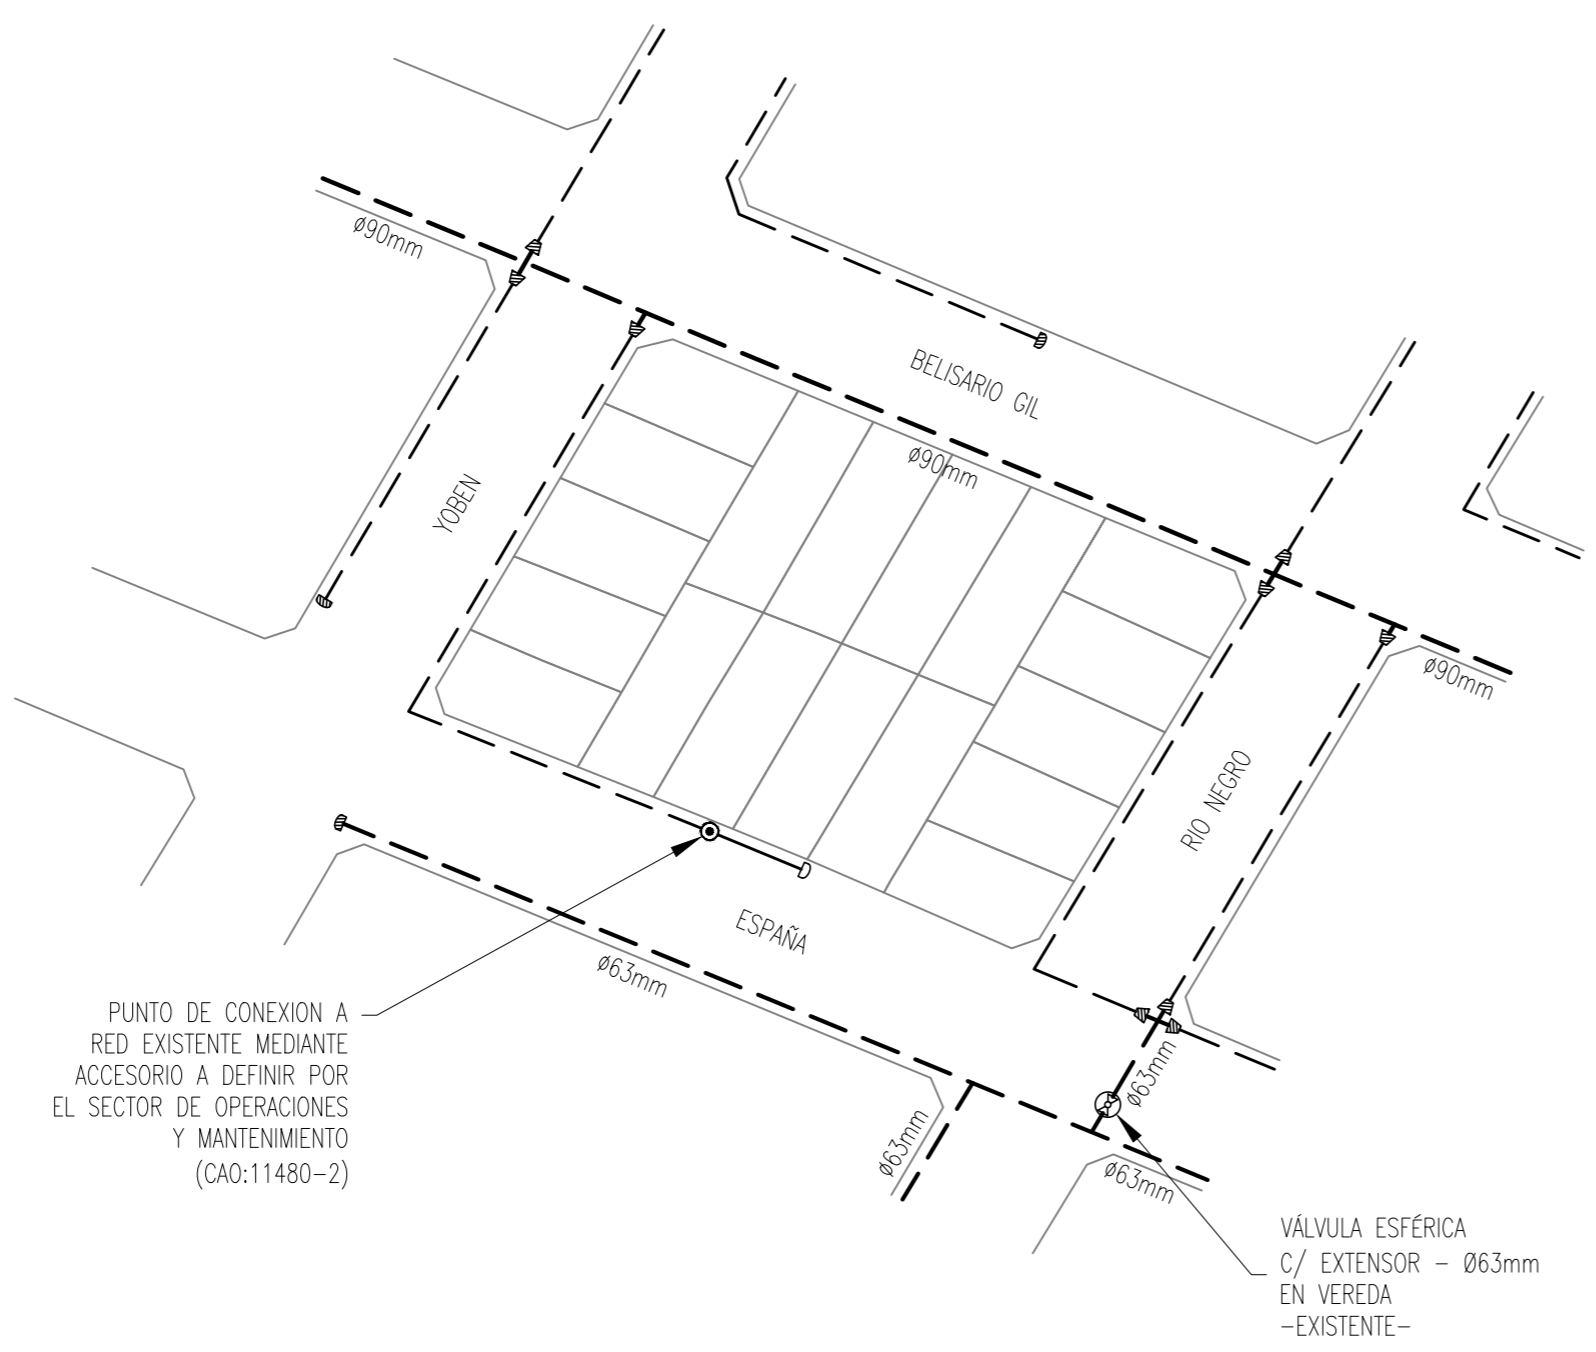 ø90mm
BELISARIO GIL
ø90mm
YOBEN
ø90mm
RIO NEGRO
ESPAÑA
ø63mm
PUNTO DE CONEXION A
RED EXISTENTE MEDIANTE
ACCESORIO A DEFINIR POR
EL SECTOR DE OPERACIONES
Y MANTENIMIENTO
(CAO:11480-2)
ø63mm
ø63mm
ø63mm
VÁLVULA ESFÉRICA
C/ EXTENSOR - Ø63mm
EN VEREDA
-EXISTENTE-